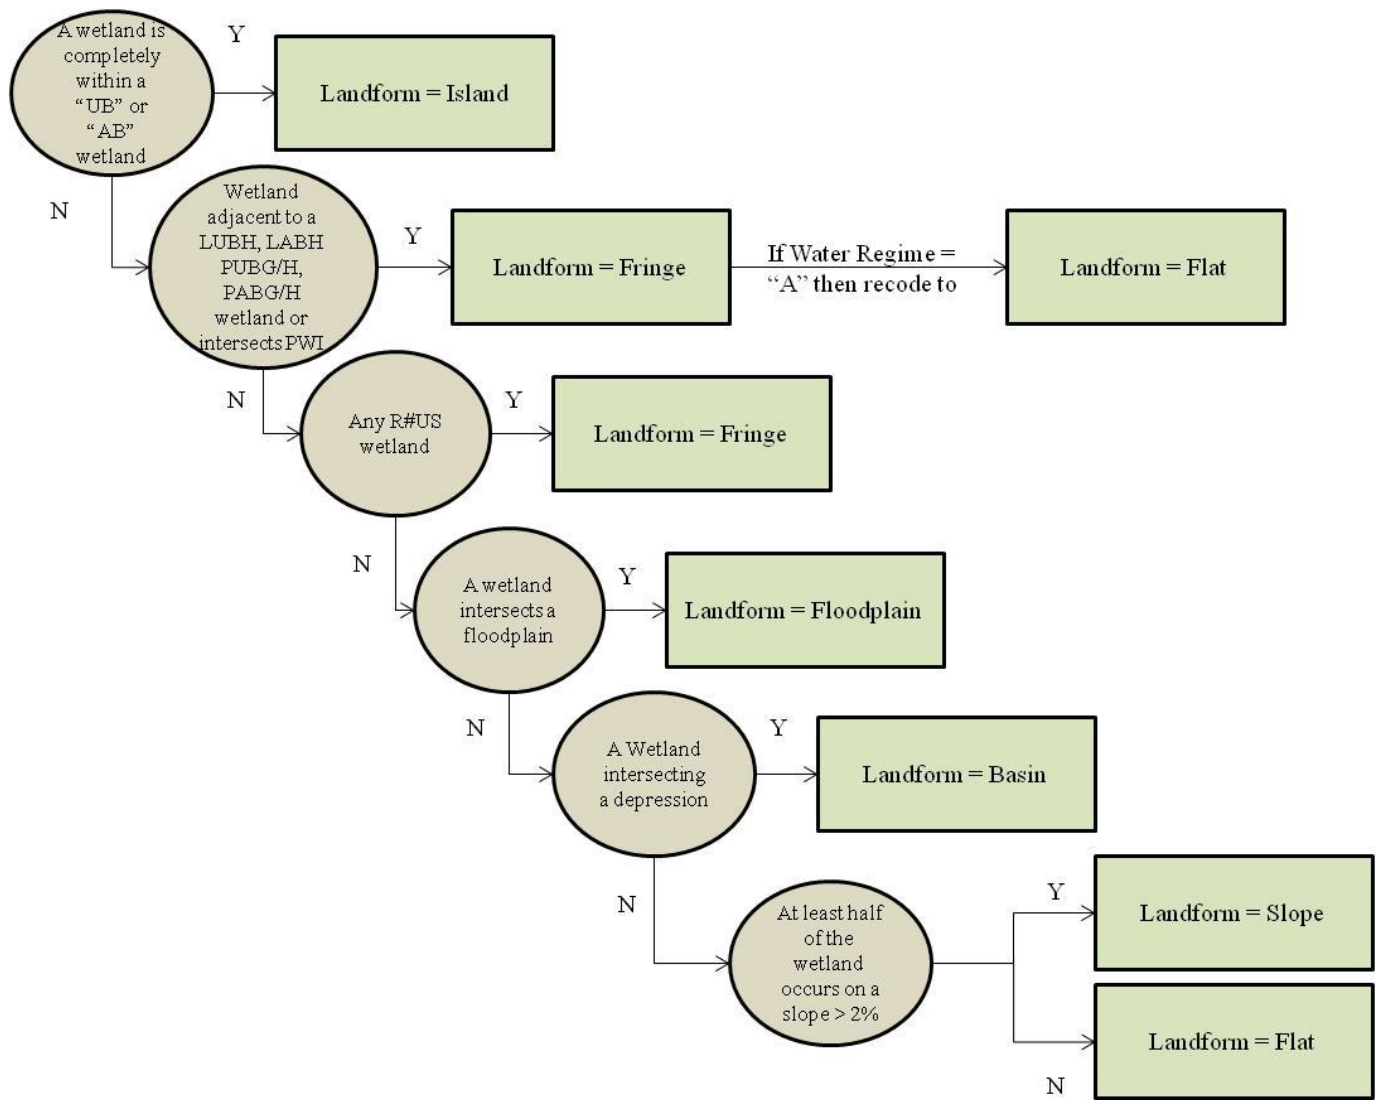 A wetland is
completely
within a
“UB” or
“AB”
wetland
Y
Landform = Island
N
Wetland
adjacent to a
LUBH, LABH
PUBG/H,
PABG/H
wetland or
intersects PWI
Y
Landform = Fringe
If Water Regime =
“A” then recode to
Landform = Flat
N
Any R#US
wetland
Y
Landform = Fringe
N
A wetland
intersects a
floodplain
Y
Landform = Floodplain
N
A Wetland
intersecting
a depression
Y
Landform = Basin
N
At least half
of the
wetland
occurs on a
slope > 2%
Y
Landform = Slope
Landform = Flat
N